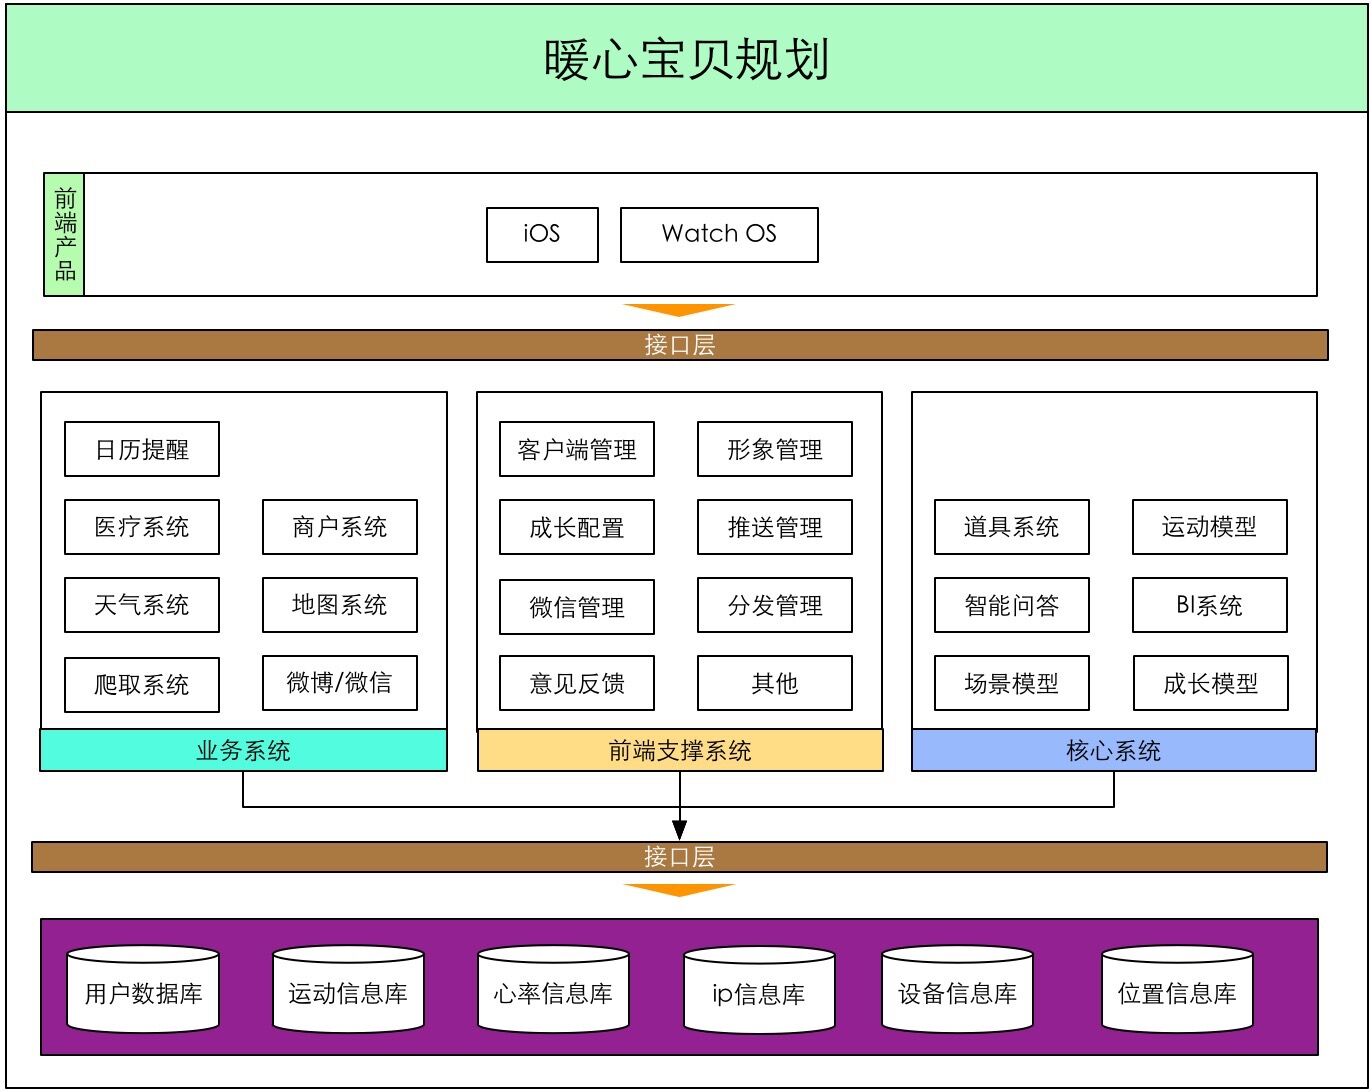 暖心宝贝规划
前端产品
iOS
Watch OS
接口层
日历提醒
医疗系统
商户系统
天气系统
地图系统
爬取系统
微博/微信
业务系统
客户端管理
形象管理
成长配置
推送管理
微信管理
分发管理
意见反馈
其他
前端支撑系统
道具系统
运动模型
智能问答
BI系统
场景模型
成长模型
核心系统
接口层
用户数据库
运动信息库
心率信息库
ip信息库
设备信息库
位置信息库